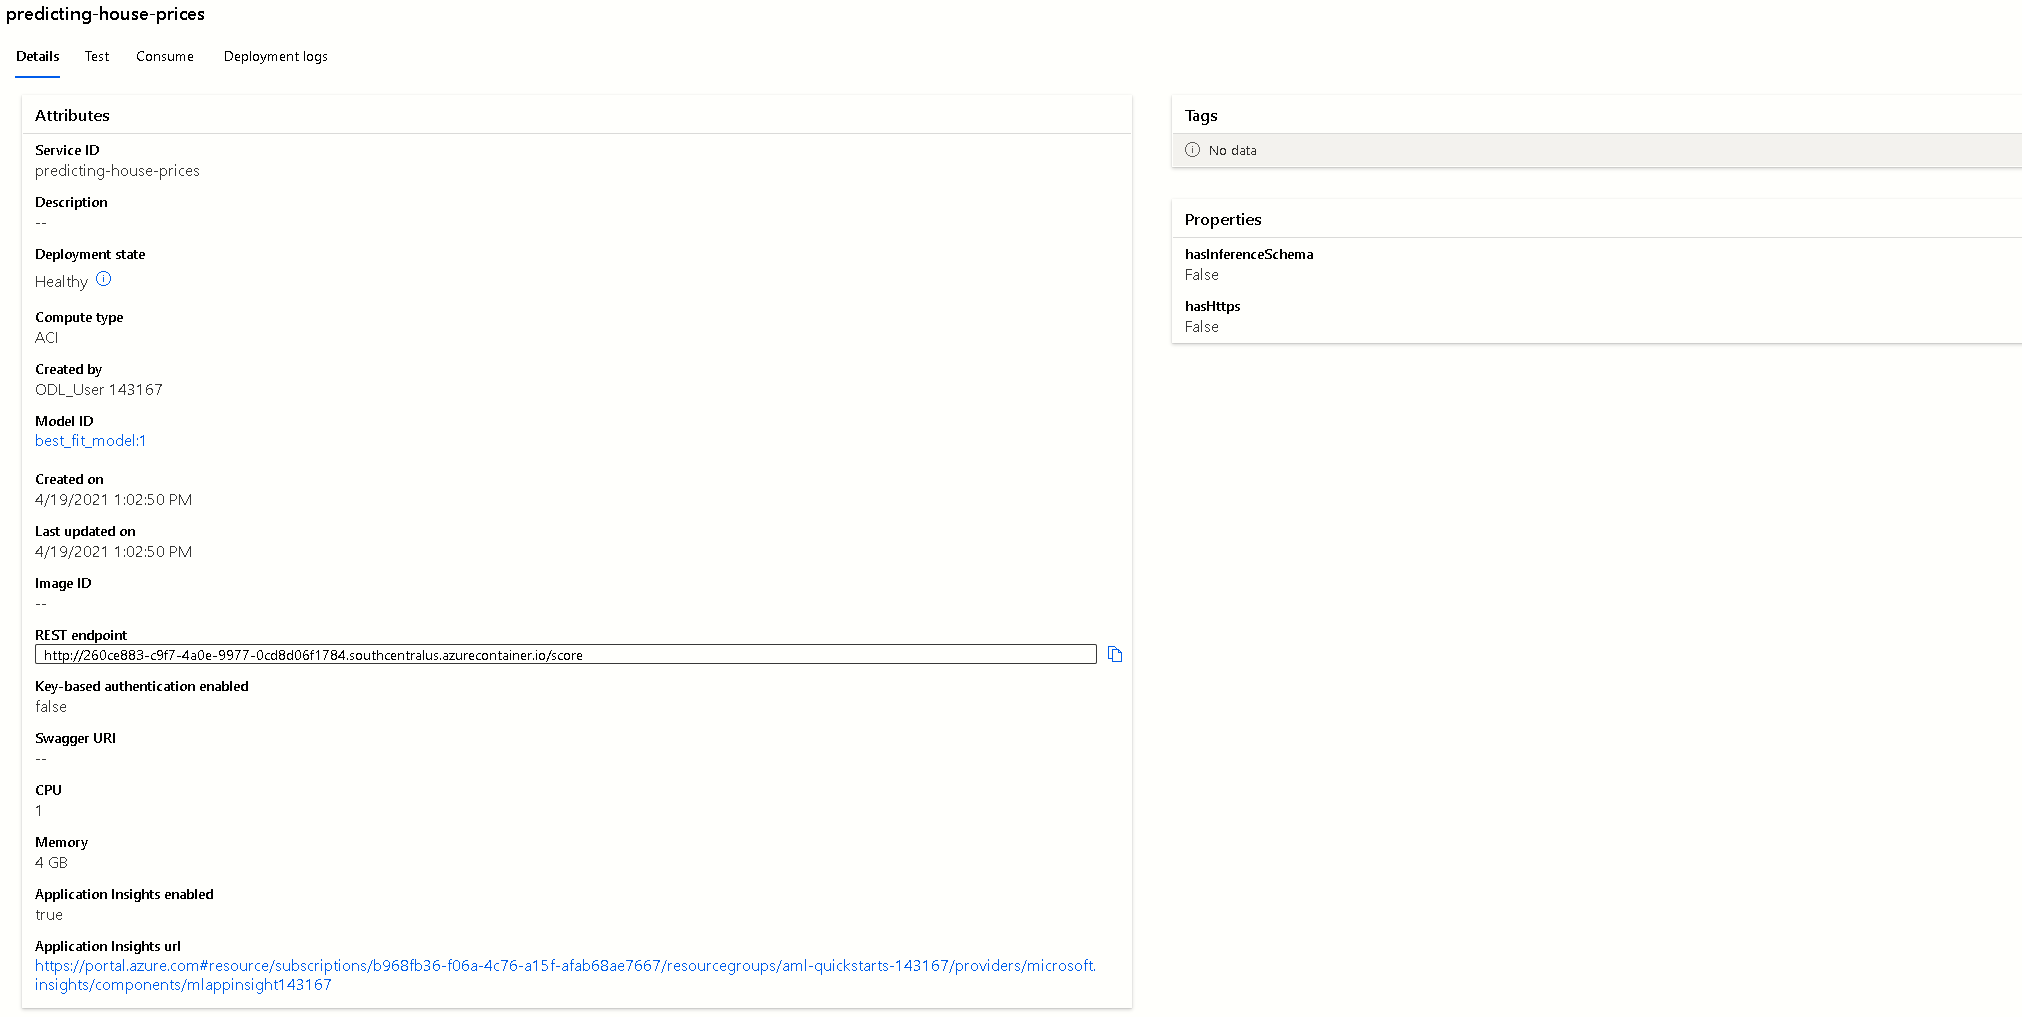 predicting-house-prices
Details Test Consume Deployment logs
Attributes
Service ID
predicting-house-prices
Description
--
Deployment state
Healthy
Compute type
ACI
Created by
ODL_User 143167
Model ID
best_fit_model:1
Created on
4/19/2021 1:02:50 PM
Last updated on
4/19/2021 1:02:50 PM
Image ID
--
REST endpoint
http://260ce883-c9f7-4a0e-9977-0cd8d06f1784.southcentralus.azurecontainer.io/score
Key-based authentication enabled
false
Swagger URI
--
CPU
1
Memory
4 GB
Application Insights enabled
true
Application Insights url
https://portal.azure.com#resource/subscriptions/b968fb36-f06a-4c76-a15f-afab68ae7667/resourcegroups/aml-quickstarts-143167/providers/microsoft.
insights/components/mlappinsight143167
Tags
No data
Properties
hasInferenceSchema
False
hasHttps
False